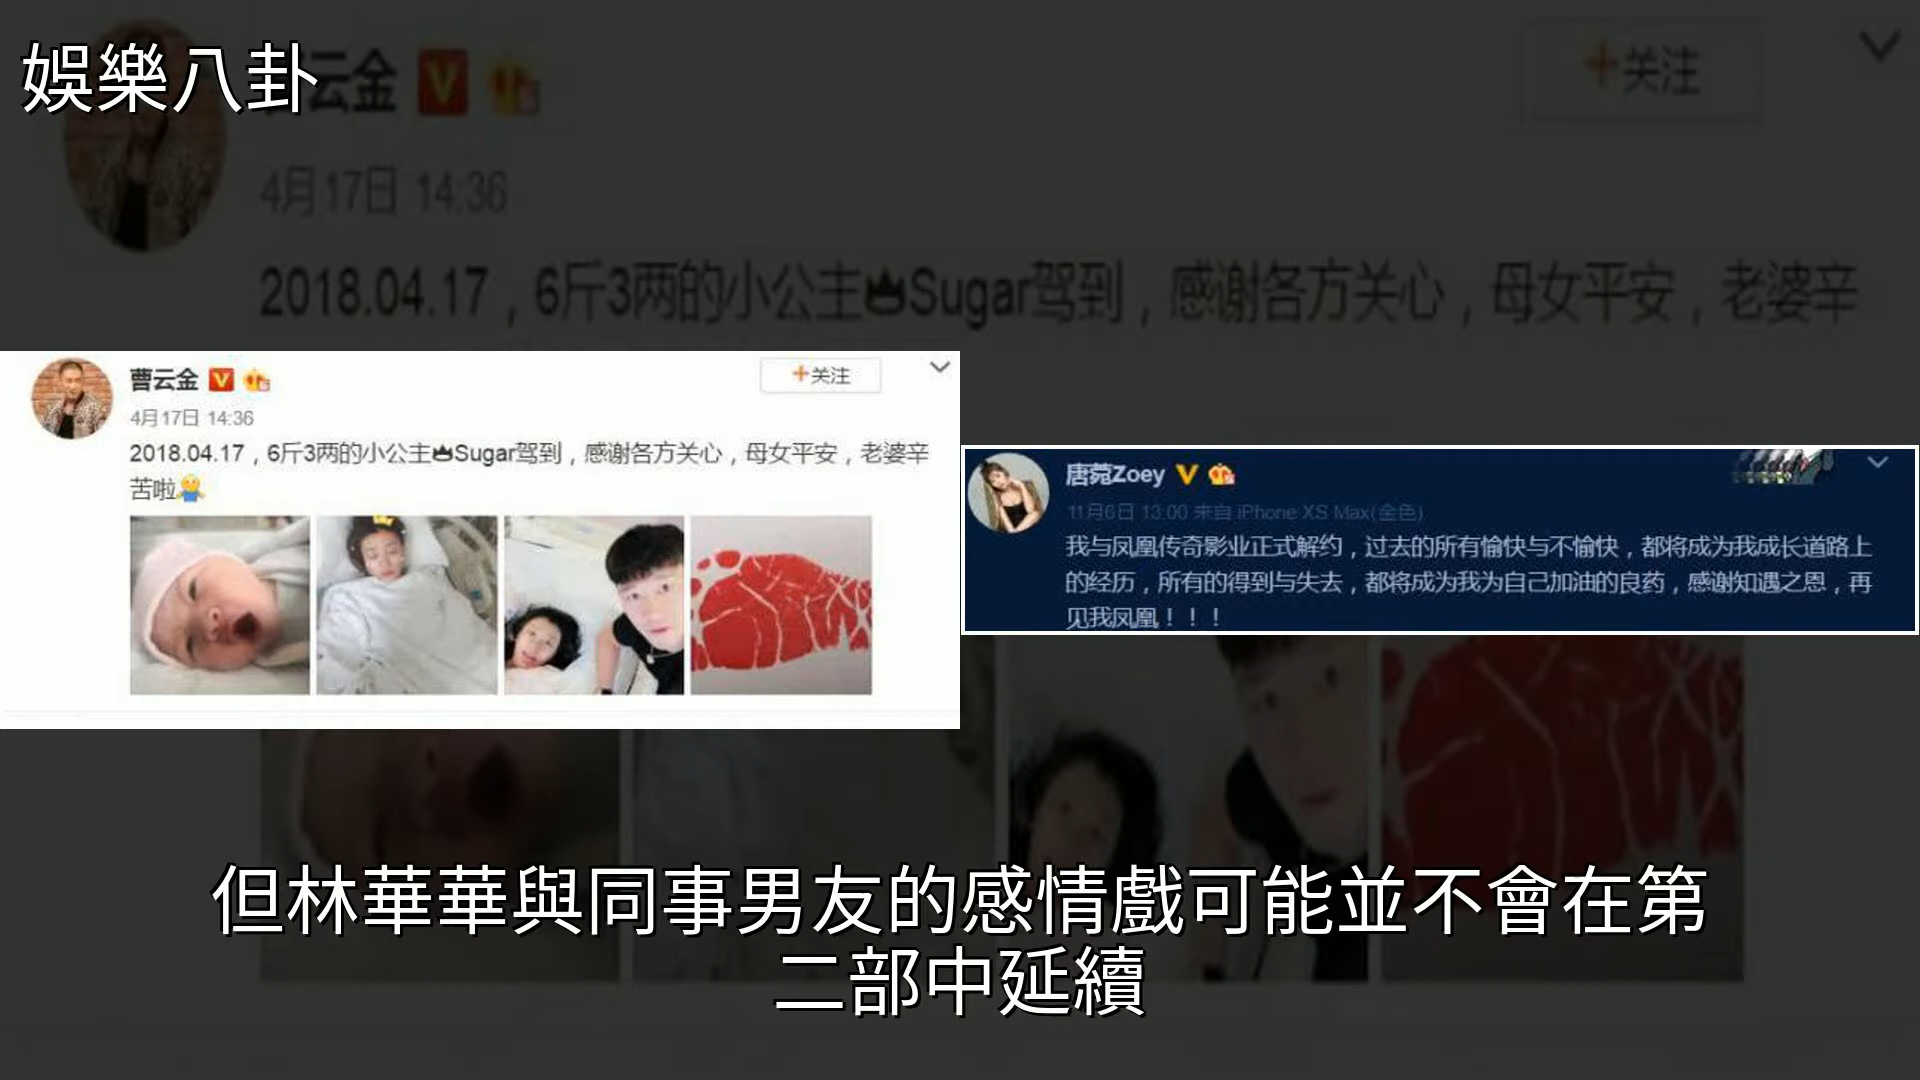 娛樂八卦
云金
V
+关注
4月17日 14:36
2018.04.17，6斤3两的小公主Sugar驾到，感谢各方关心，母女平安，老婆辛
曹云金 V
+关注
4月17日 14:36
2018.04.17，6斤3两的小公主Sugar驾到，感谢各方关心，母女平安，老婆辛
苦啦
唐菀Zoey V
11月6日 13:00 来自 iPhone XS Max(金色)
我与凤凰传奇影业正式解约，过去的所有愉快与不愉快，都将成为我成长道路上
的经历，所有的得到与失去，都将成为我为自己加油的良药，感谢知遇之恩，再
见我凤凰！！！
但林華華與同事男友的感情戲可能並不會在第
二部中延續